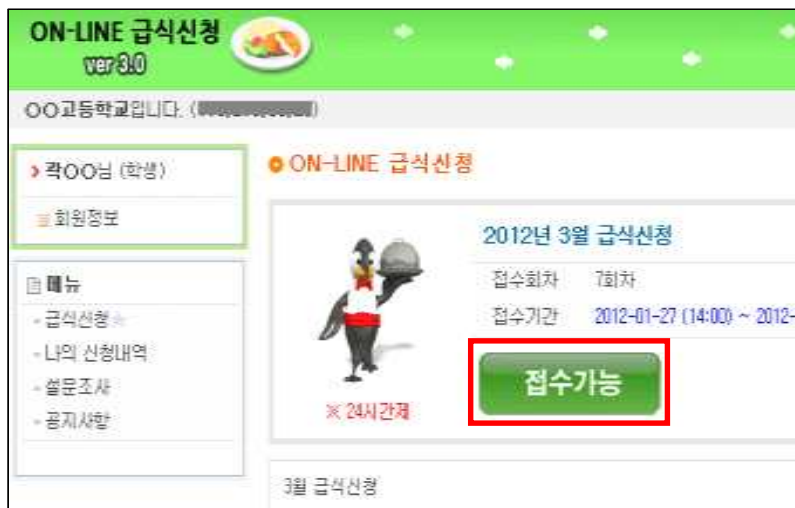 ON-LINE 급식신청
ver 3.0
OO고등학교입니다. (
곽OO님 (학생)
회원정보
메뉴
- 급식신청
- 나의 신청내역
- 설문조사
- 공지사항
ON-LINE 급식신청
2012년 3월 급식신청
접수회차 7회차
접수기간 2012-01-27 (14:00) ~ 2012-
접수가능
※ 24시간제
3월 급식신청